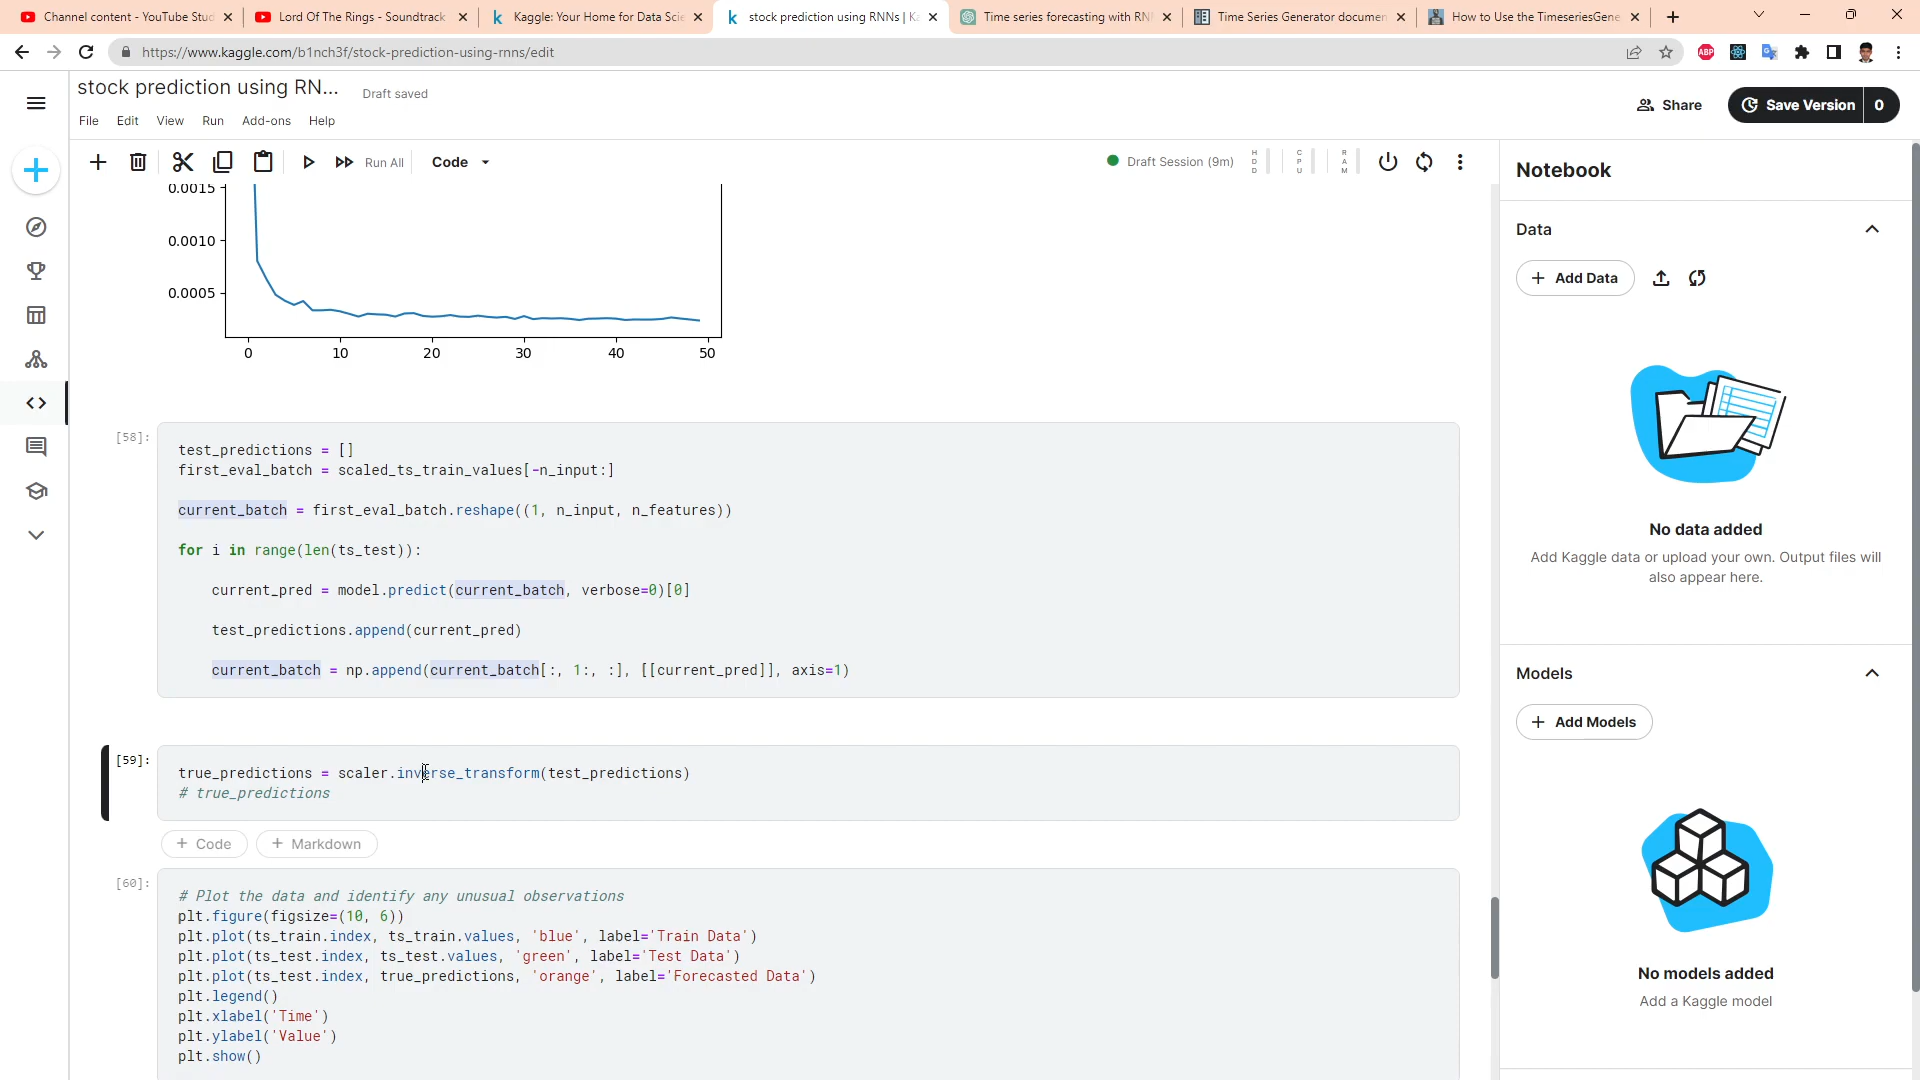 Channel content - YouTube Stud
Lord Of The Rings - Soundtrack
Kaggle: Your Home for Data Scie
stock prediction using RNNs | Ka
Time series forecasting with RNN
Time Series Generator documen
How to Use the TimeseriesGene
https://www.kaggle.com/b1nch3f/stock-prediction-using-rnns/edit
ABP
stock prediction using RN...
Draft saved
File Edit View Run Add-ons Help
Share
Save Version 0
Run All
Code
Draft Session (9m)
HDD
CPU
RAM
Notebook
Data
Add Data
No data added
Add Kaggle data or upload your own. Output files will
also appear here.
Models
Add Models
No models added
Add a Kaggle model
0.0015
0.0010
0.0005
0 10 20 30 40 50
[58]:
test_predictions = []
first_eval_batch = scaled_ts_train_values[-n_input:]
current_batch = first_eval_batch.reshape((1, n_input, n_features))
for i in range(len(ts_test)):
current_pred = model.predict(current_batch, verbose=0)[0]
test_predictions.append(current_pred)
current_batch = np.append(current_batch[:, 1:, :], [[current_pred]], axis=1)
[59]:
true_predictions = scaler.inverse_transform(test_predictions)
# true_predictions
+ Code + Markdown
[60]:
# Plot the data and identify any unusual observations
plt.figure(figsize=(10, 6))
plt.plot(ts_train.index, ts_train.values, 'blue', label='Train Data')
plt.plot(ts_test.index, ts_test.values, 'green', label='Test Data')
plt.plot(ts_test.index, true_predictions, 'orange', label='Forecasted Data')
plt.legend()
plt.xlabel('Time')
plt.ylabel('Value')
plt.show()